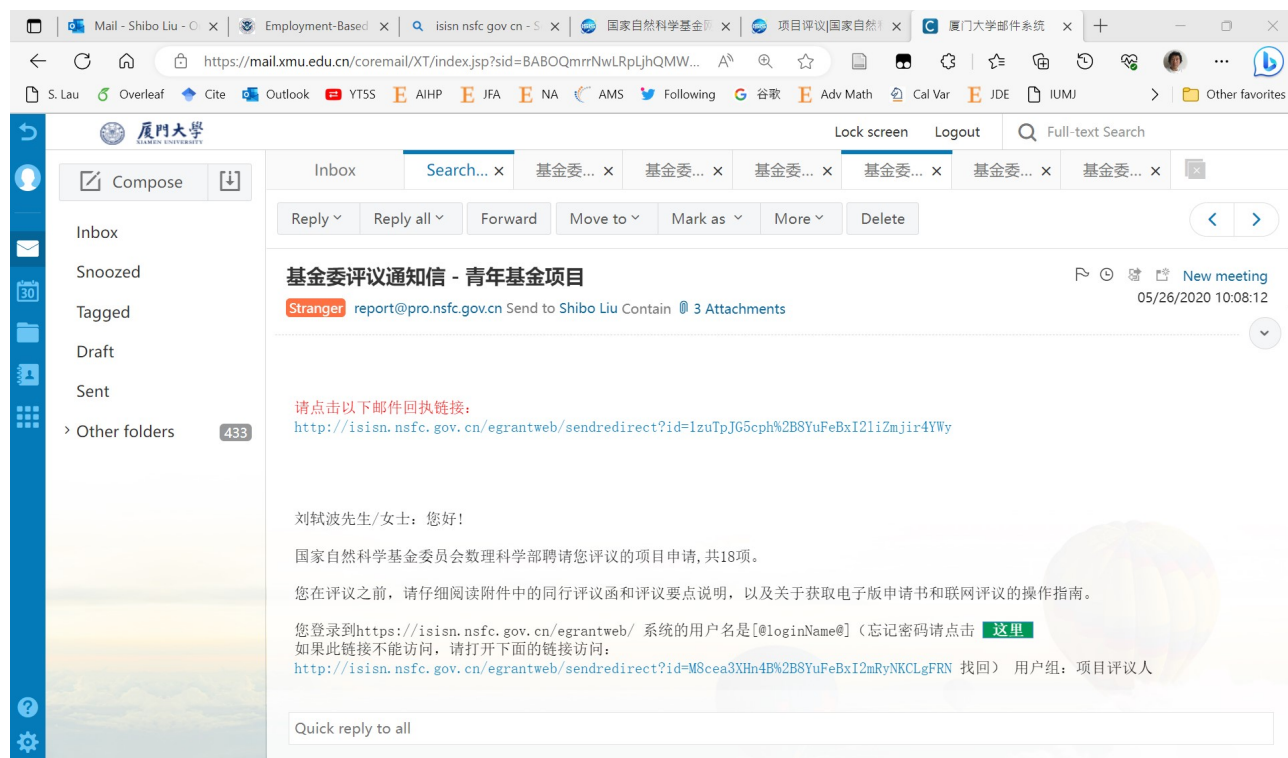 Mail - Shibo Liu - O
Employment-Based
isisn nsfc gov cn - S
国家自然科学基金
项目评议|国家自然
厦门大学邮件系统
https://mail.xmu.edu.cn/coremail/XT/index.jsp?sid=BABOQmrrNwLRpLjhQMW...
S. Lau
Overleaf
Cite
Outlook
YT5S
AIHP
JFA
NA
AMS
Following
谷歌
Adv Math
Cal Var
JDE
IUMJ
Other favorites
厦門大學
XIAMEN UNIVERSITY
Lock screen
Logout
Full-text Search
Compose
Inbox
Search...
基金委...
基金委...
基金委...
基金委...
基金委...
基金委...
Reply
Reply all
Forward
Move to
Mark as
More
Delete
Inbox
Snoozed
Tagged
Draft
Sent
Other folders 433
30
基金委评议通知信 - 青年基金项目
New meeting
Stranger report@pro.nsfc.gov.cn Send to Shibo Liu Contain 3 Attachments
05/26/2020 10:08:12
请点击以下邮件回执链接:
http://isisn.nsfc.gov.cn/egrantweb/sendredirect?id=1zuTpJG5cph%2B8YuFeBxI2liZmjir4YWy
刘轼波先生/女士: 您好!
国家自然科学基金委员会数理科学部聘请您评议的项目申请,共18项。
您在评议之前, 请仔细阅读附件中的同行评议函和评议要点说明, 以及关于获取电子版申请书和联网评议的操作指南。
您登录到https://isisn.nsfc.gov.cn/egrantweb/ 系统的用户名是[@loginName@] (忘记密码请点击 这里
如果此链接不能访问, 请打开下面的链接访问:
http://isisn.nsfc.gov.cn/egrantweb/sendredirect?id=M8cea3XHn4B%2B8YuFeBxI2mRyNKCLgFRN 找回) 用户组: 项目评议人
Quick reply to all